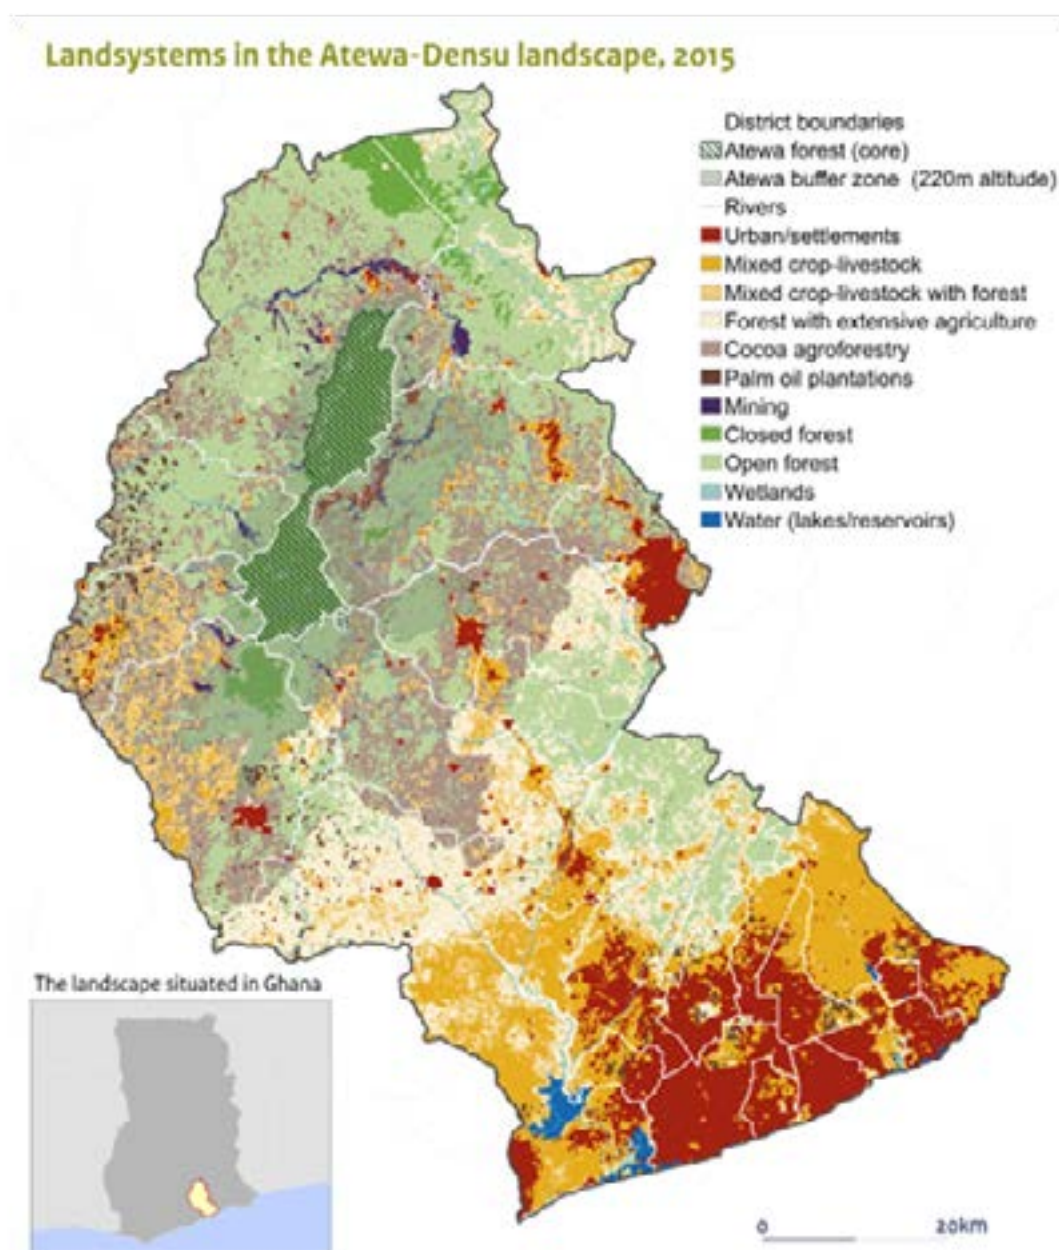 Landsystems in the Atewa-Densu landscape, 2015
District boundaries
Atewa forest (core)
Atewa buffer zone (220m altitude)
Rivers
Urban/settlements
Mixed crop-livestock
Mixed crop-livestock with forest
Forest with extensive agriculture
Cocoa agroforestry
Palm oil plantations
Mining
Closed forest
Open forest
Wetlands
Water (lakes/reservoirs)
The landscape situated in Ghana
0 20km